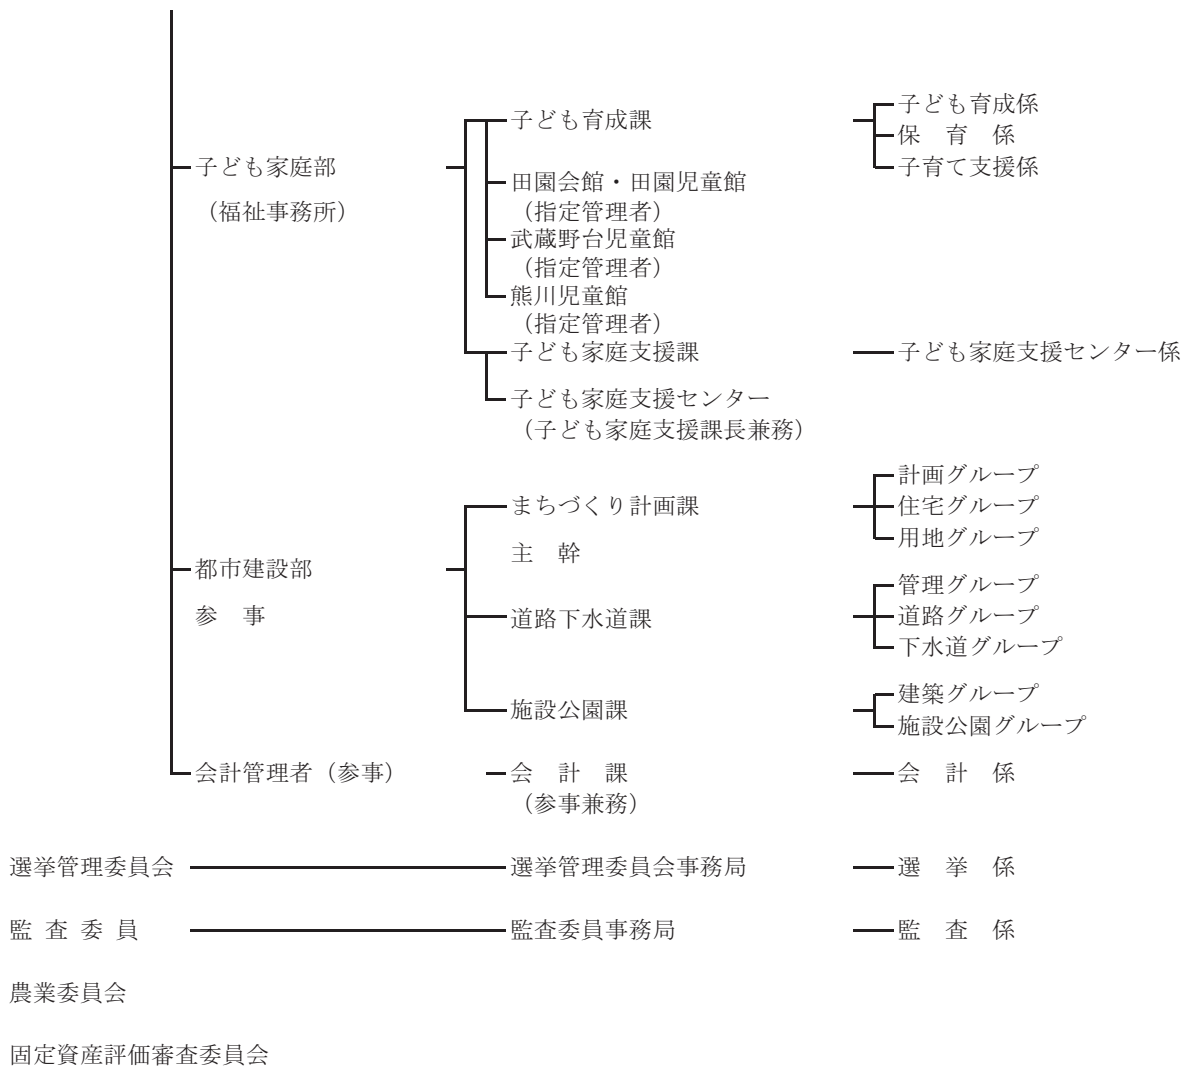 子ども育成課
子ども育成係
保　育　係
子育て支援係
子ども家庭部
（福祉事務所）
田園会館・田園児童館
（指定管理者）
武蔵野台児童館
（指定管理者）
熊川児童館
（指定管理者）
子ども家庭支援課
子ども家庭支援センター係
子ども家庭支援センター
（子ども家庭支援課長兼務）
都市建設部
参　事
まちづくり計画課
主　幹
計画グループ
住宅グループ
用地グループ
道路下水道課
管理グループ
道路グループ
下水道グループ
施設公園課
建築グループ
施設公園グループ
会計管理者（参事）
会　計　課
（参事兼務）
会　計　係
選挙管理委員会
選挙管理委員会事務局
選　挙　係
監 査 委 員
監査委員事務局
監　査　係
農業委員会
固定資産評価審査委員会